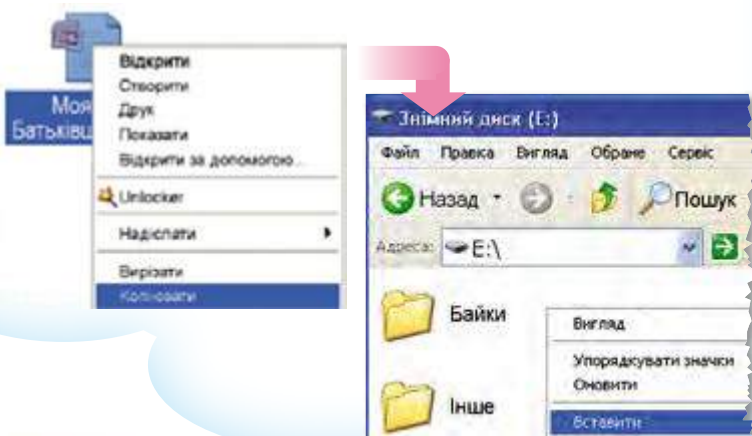 Моя
Батьківщ
Відкрити
Створити
Друк
Показати
Відкрити за допомогою...
Unlocker
Надіслати
Вирізати
Копіювати
Знімний диск (E:)
Файл Правка Вигляд Обране Сервіс
Назад Пошук
Адреса: E:\
Байки
Інше
Вигляд
Упорядкувати значки
Оновити
Вставити